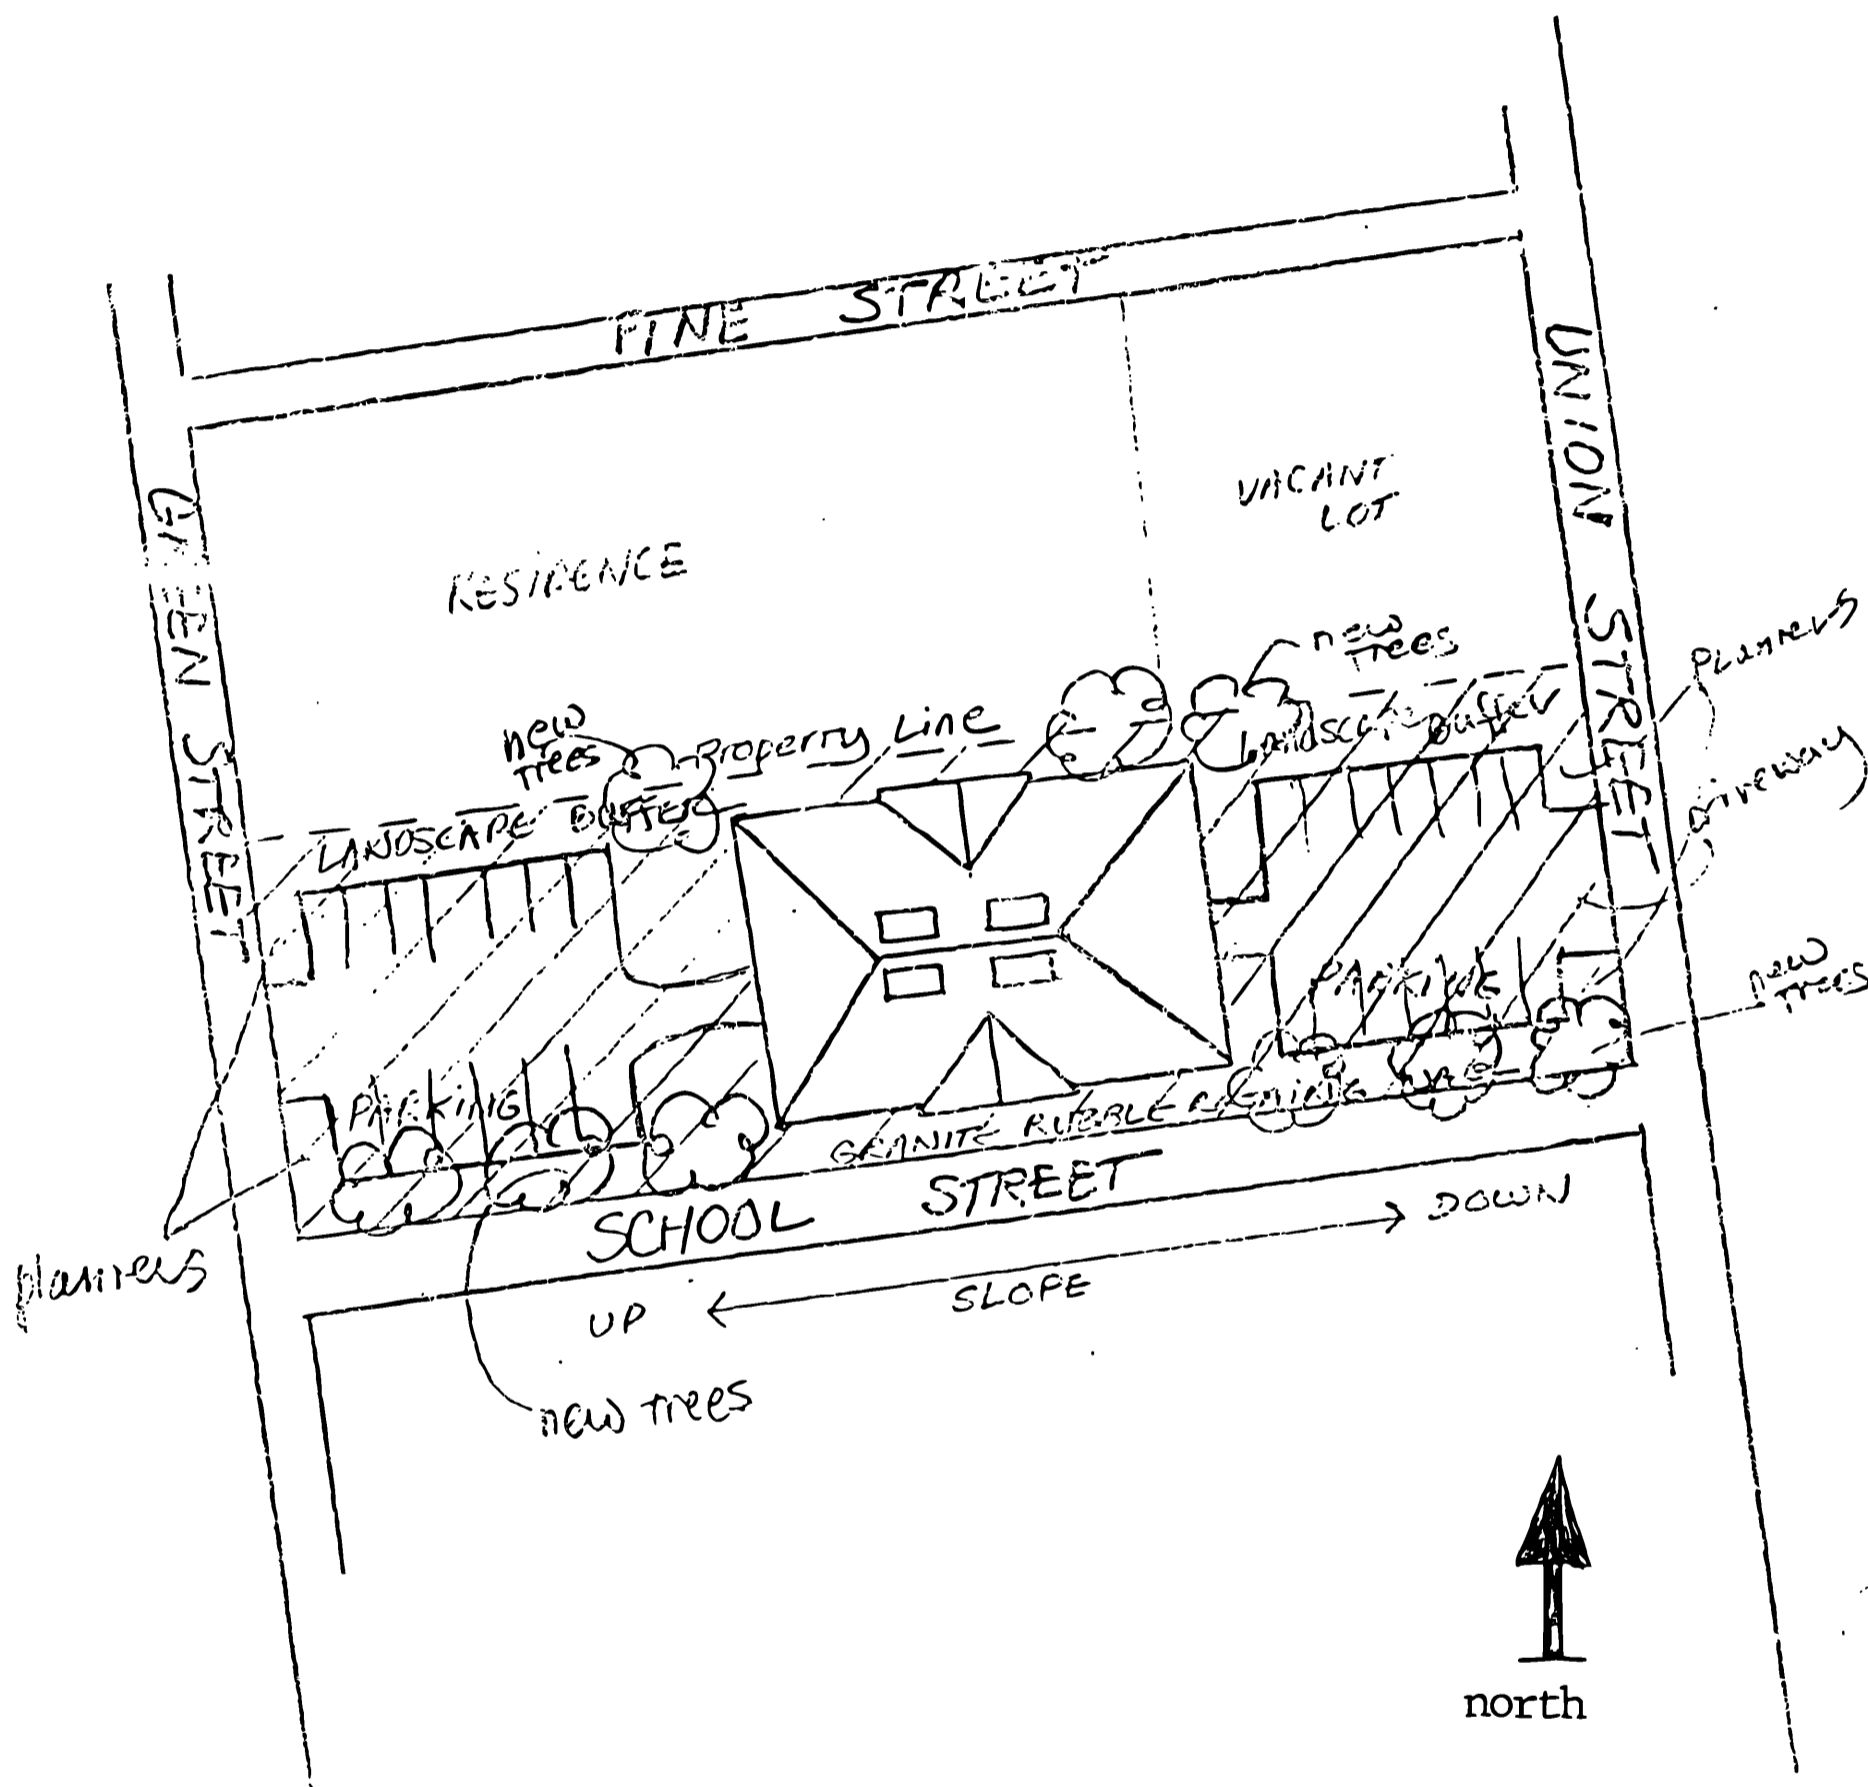 STREET
UNION STREET
GREEN STREET
VACANT
LOT
RESIDENCE
new
trees
planters
new
trees
Property Line
LANDSCAPE BUFFER
Landscape Buffer
driveway
PARKING
new
trees
PARKING
GRANITE RUBBLE
SCHOOL STREET
DOWN
SLOPE
UP
planters
new trees
north